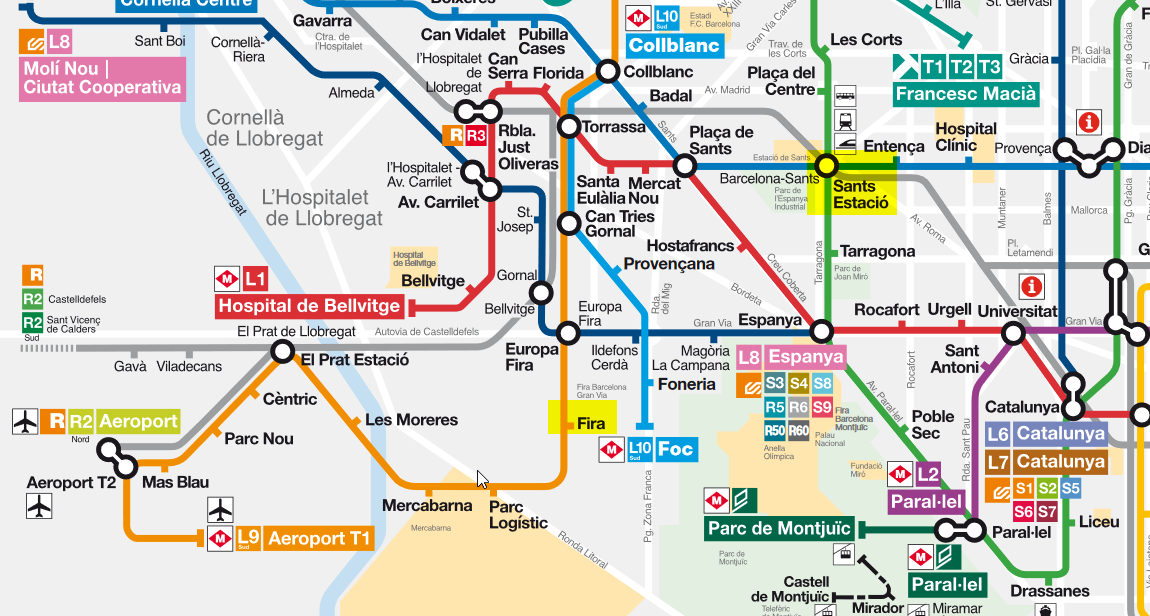 Cornellà Centre
Boixeres
L'Illa
St. Gervasi
Sant Boi
Cornellà-
Riera
Gavarra
Ctra. de
l'Hospitalet
Can Vidalet
Pubilla
Cases
M L10
Sud
Collblanc
Estadi
F.C. Barcelona
Gran Via Carles
Trav. de
les Corts
Les Corts
T1 T2 T3
Francesc Macià
Gràcia
Pl. Gal·la
Placídia
Gran de Gràcia
L8
Molí Nou |
Ciutat Cooperativa
Almeda
l'Hospitalet
de
Llobregat
Can
Serra
Florida
Collblanc
Badal
Av. Madrid
Plaça del
Centre
Cornellà
de Llobregat
R R3
Rbla.
Just
Oliveras
Torrassa
Sants
Plaça de
Sants
Estació de Sants
Entença
Hospital
Clínic
Provença
Dia
Riu Llobregat
l'Hospitalet -
Av. Carrilet
Av. Carrilet
L'Hospitalet
de Llobregat
Santa
Eulàlia
Mercat
Nou
Barcelona-Sants
Parc de
l'Espanya
Industrial
Sants
Estació
Muntaner
Balmes
Mallorca
Pg. Gràcia
St.
Josep
Can Tries
Gornal
Av. Roma
Hospital
de Bellvitge
Hostafrancs
Tarragona
Tarragona
Pl.
Letamendi
Provençana
Creu Coberta
Parc de
Joan Miró
R
R2 Castelldefels
R2 Sant Vicenç
de Calders
Sud
M L1
Hospital de Bellvitge
Bellvitge
Gornal
Bellvitge
Rda.
del Mig
Bordeta
El Prat de Llobregat
Autovia de Castelldefels
Europa
Fira
Gran Via
Espanya
Rocafort
Urgell
Universitat
Gran Via
Gavà
Viladecans
El Prat Estació
Europa
Fira
Ildefons
Cerdà
Magòria
La Campana
L8 Espanya
S3 S4 S8
R5 R6 S9
R50 R60
Anella
Olímpica
Fira
Barcelona
Montjuïc
Palau
Nacional
Rocafort
Sant
Antoni
Cèntric
Foneria
Fira Barcelona
Gran Via
Av. Paral·lel
Poble
Sec
Catalunya
R R2 Aeroport
Nord
Parc Nou
Les Moreres
Fira
M L10
Sud
Foc
L6 Catalunya
L7 Catalunya
S1 S2 S5
S6 S7
Aeroport T2
Mas Blau
Mercabarna
Mercabarna
Parc
Logístic
Pg. Zona Franca
Fundació
Miró
M L2
Paral·lel
Rda. Sant Pau
M L9
Sud
Aeroport T1
Ronda Litoral
M
Parc de Montjuïc
Parc de
Montjuïc
Paral·lel
Liceu
M
Paral·lel
Castell
de Montjuïc
Telefèric
Mirador
Miramar
Drassanes